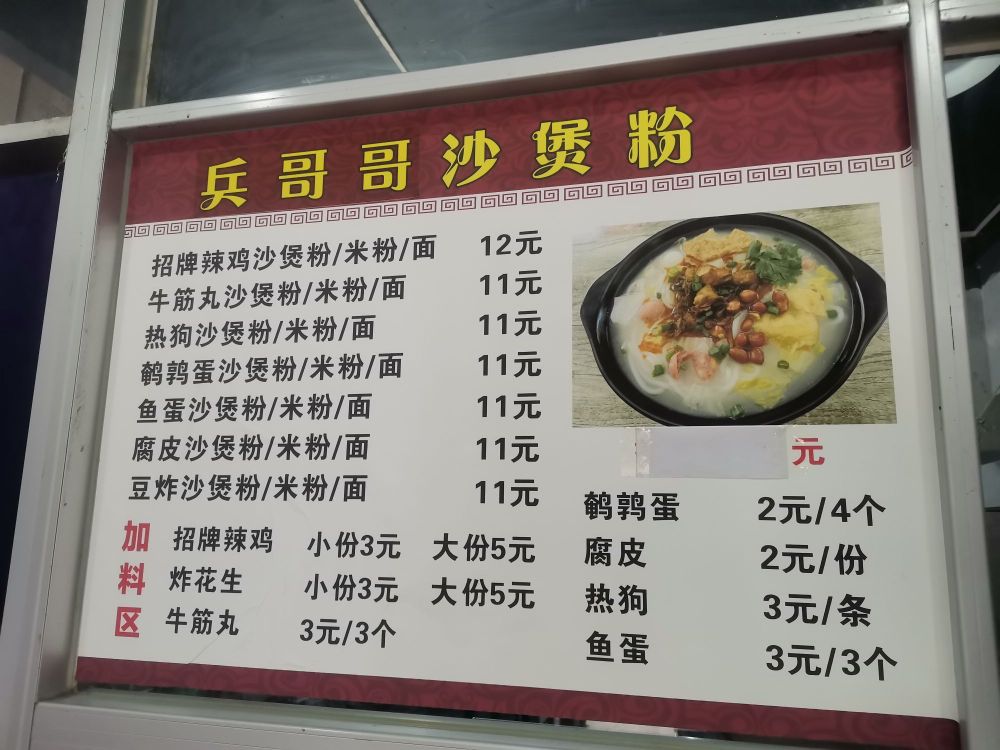 兵哥哥沙煲粉
招牌辣鸡沙煲粉/米粉/面 12元
牛筋丸沙煲粉/米粉/面 11元
热狗沙煲粉/米粉/面 11元
鹌鹑蛋沙煲粉/米粉/面 11元
鱼蛋沙煲粉/米粉/面 11元
腐皮沙煲粉/米粉/面 11元
豆炸沙煲粉/米粉/面 11元
元
加料区
招牌辣鸡 小份3元 大份5元
炸花生 小份3元 大份5元
牛筋丸 3元/3个
鹌鹑蛋 2元/4个
腐皮 2元/份
热狗 3元/条
鱼蛋 3元/3个